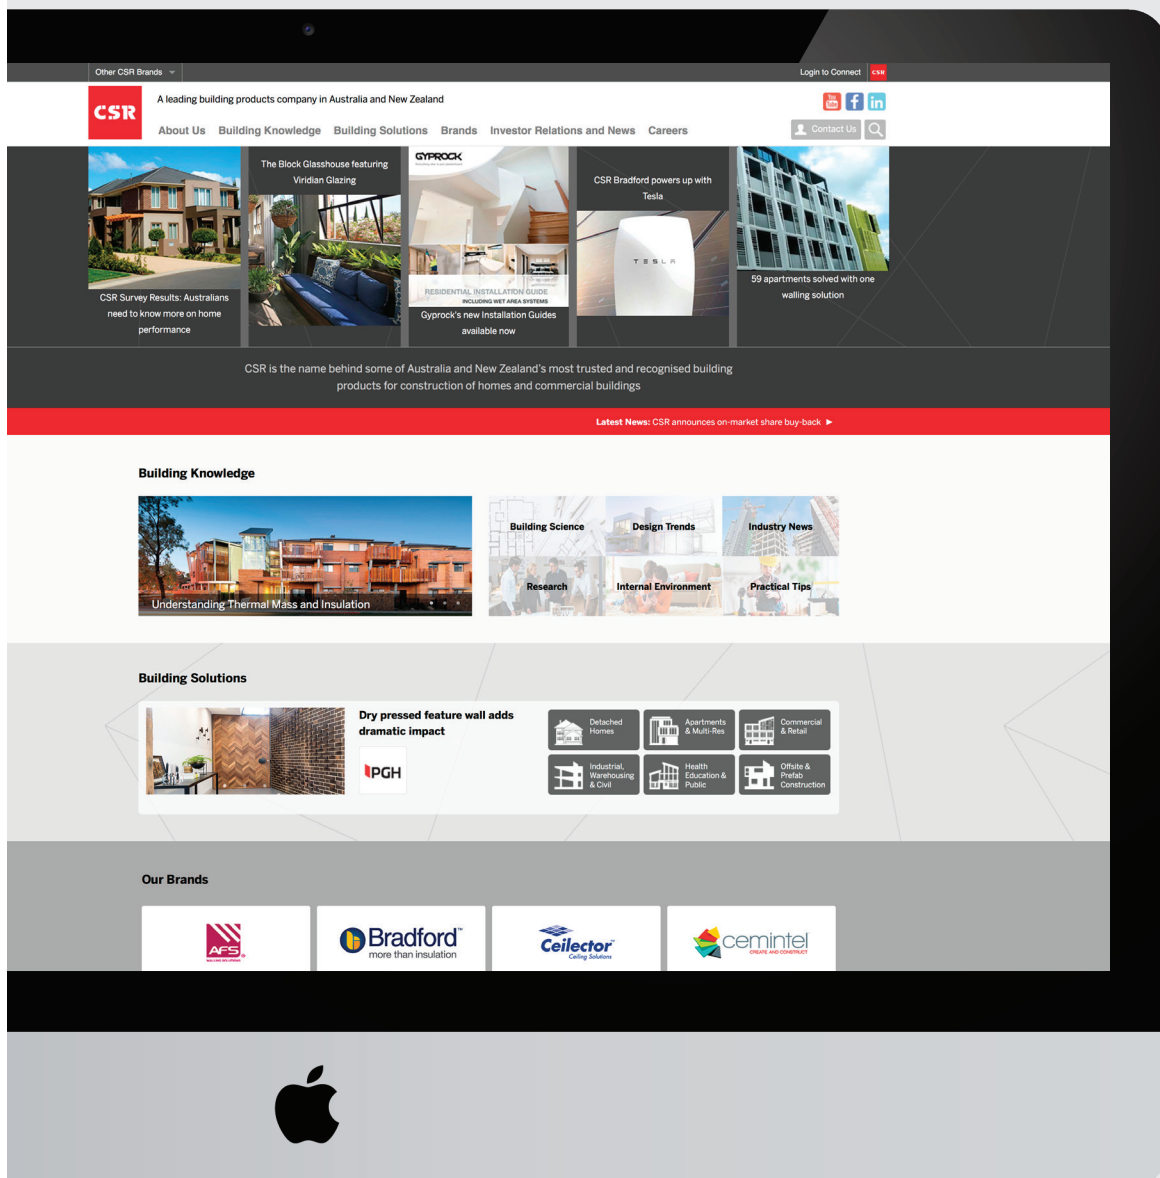 Other CSR Brands
Login to Connect
CSR
CSR
A leading building products company in Australia and New Zealand
You
Tube
f
in
About Us
Building Knowledge
Building Solutions
Brands
Investor Relations and News
Careers
Contact Us
CSR Survey Results: Australians
need to know more on home
performance
The Block Glasshouse featuring
Viridian Glazing
GYPROCK
RESIDENTIAL INSTALLATION GUIDE
INCLUDING WET AREA SYSTEMS
Gyprock's new Installation Guides
available now
CSR Bradford powers up with
Tesla
TESLA
59 apartments solved with one
walling solution
CSR is the name behind some of Australia and New Zealand's most trusted and recognised building
products for construction of homes and commercial buildings
Latest News: CSR announces on-market share buy-back
Building Knowledge
Understanding Thermal Mass and Insulation
Building Science
Design Trends
Industry News
Research
Internal Environment
Practical Tips
Building Solutions
Dry pressed feature wall adds
dramatic impact
PGH
Detached
Homes
Apartments
& Multi-Res
Commercial
& Retail
Industrial,
Warehousing
& Civil
Health
Education &
Public
Offsite &
Prefab
Construction
Our Brands
AFS
WALLING SOLUTIONS
Bradford™
more than insulation
Ceilector™
Ceiling Solutions
cemintel
CREATE AND CONSTRUCT